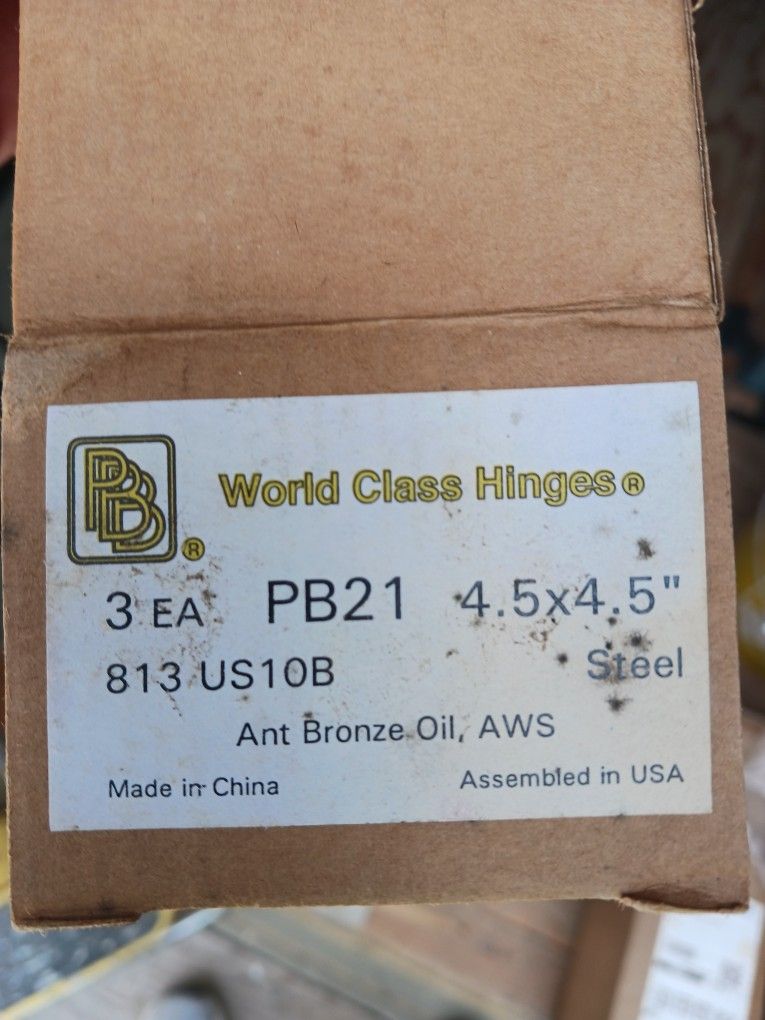 PBB®
World Class Hinges®
3 EA PB21 4.5x4.5"
813 US10B Steel
Ant Bronze Oil, AWS
Made in China Assembled in USA